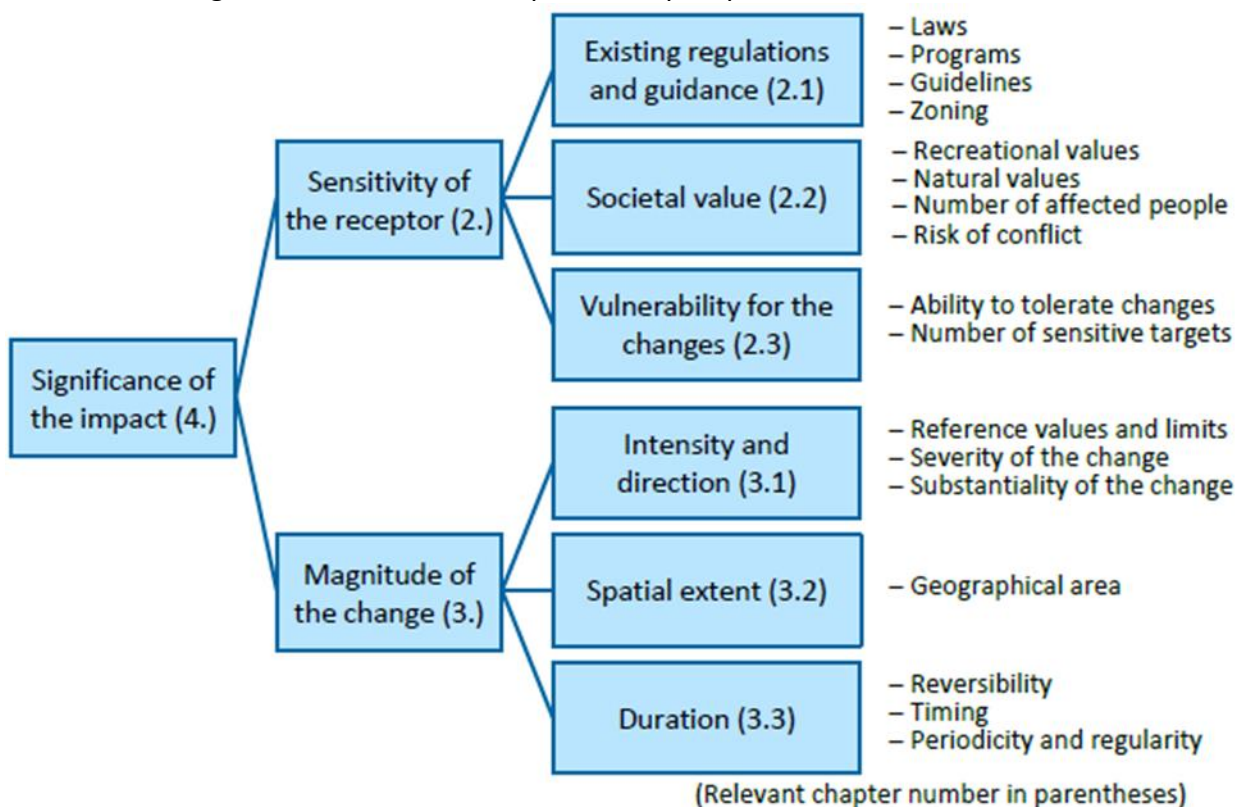 Existing regulations
and guidance (2.1)
– Laws
– Programs
– Guidelines
– Zoning
Sensitivity of
the receptor (2.)
Societal value (2.2)
– Recreational values
– Natural values
– Number of affected people
– Risk of conflict
Vulnerability for the
changes (2.3)
– Ability to tolerate changes
– Number of sensitive targets
Significance of
the impact (4.)
Intensity and
direction (3.1)
– Reference values and limits
– Severity of the change
– Substantiality of the change
Magnitude of
the change (3.)
Spatial extent (3.2)
– Geographical area
Duration (3.3)
– Reversibility
– Timing
– Periodicity and regularity
(Relevant chapter number in parentheses)